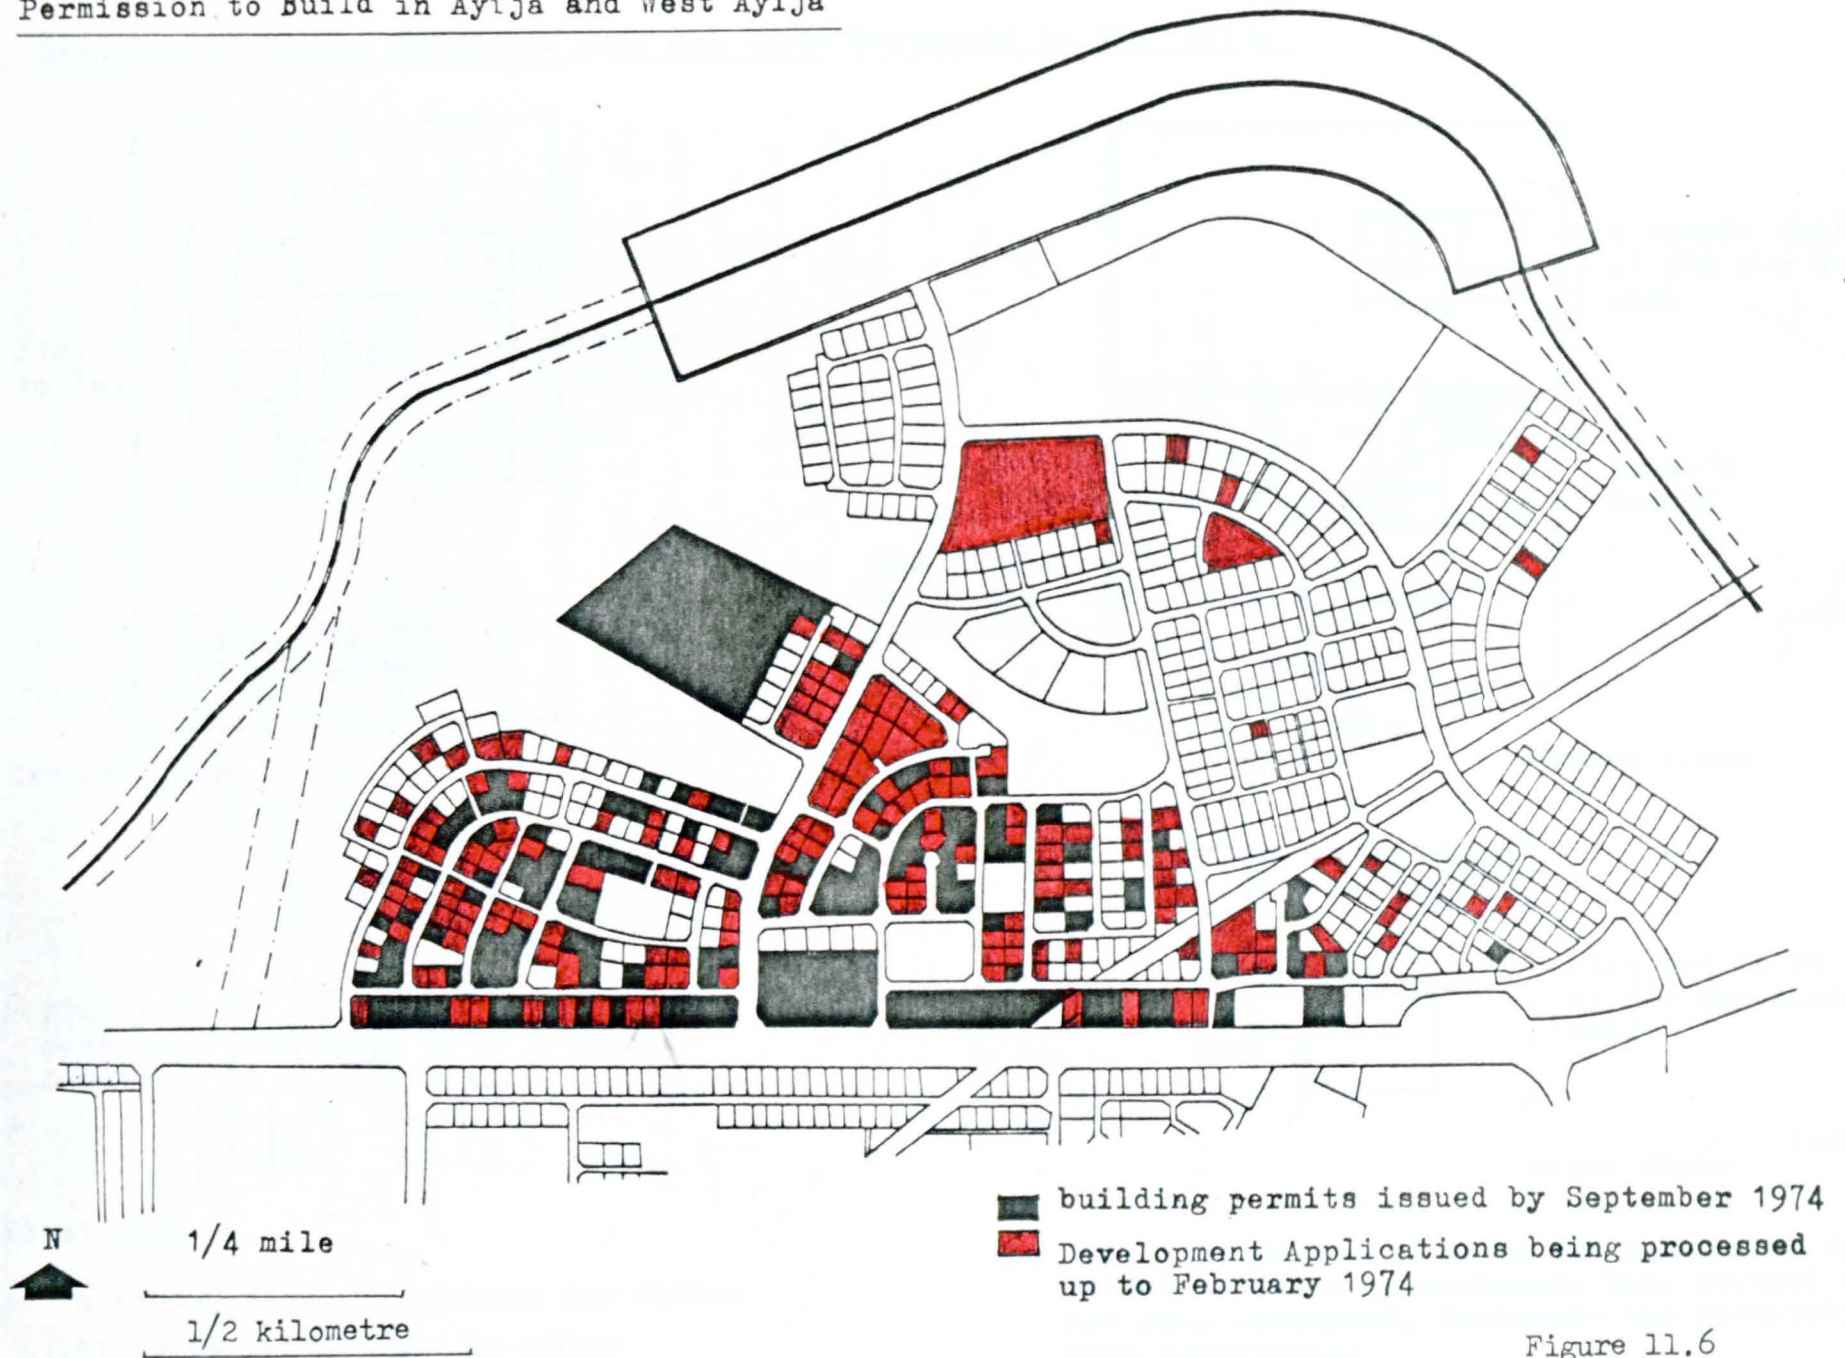 Permission to Build in Ayija and West Ayija
building permits issued by September 1974
Development Applications being processed
up to February 1974
N
1/4 mile
1/2 kilometre
Figure 11.6